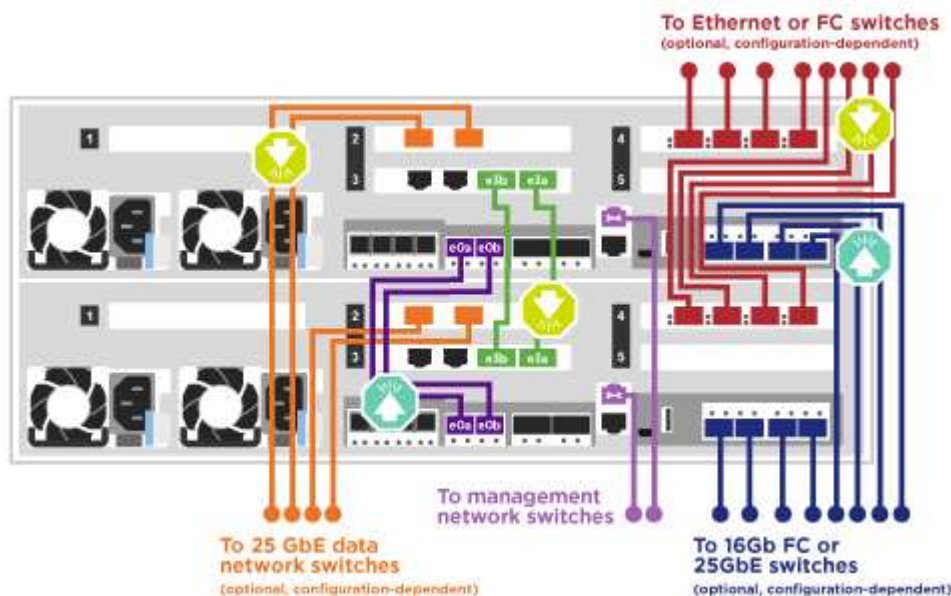 To Ethernet or FC switches
(optional, configuration-dependent)
1
2
4
3
e3b
e3a
5
e0a
e0b
1
2
4
3
e3b
e3a
5
e0a
e0b
To management
network switches
To 25 GbE data
network switches
(optional, configuration-dependent)
To 16Gb FC or
25GbE switches
(optional, configuration-dependent)